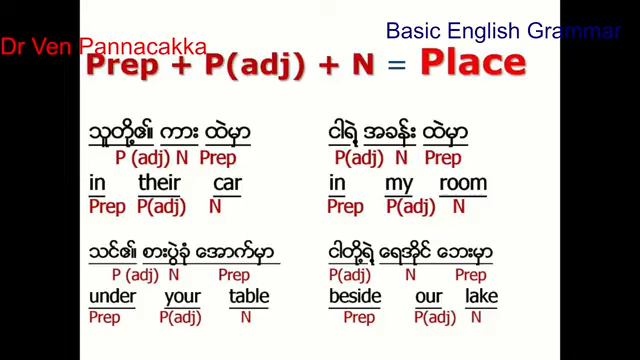 Basic English Grammar
Dr Ven Pannacakka
Prep + P(adj) + N = Place
သူတို့၏ ကား ထဲမှာ
P (adj) N Prep
in their car
Prep P(adj) N
ငါရဲ့ အခန်း ထဲမှာ
P(adj) N Prep
in my room
Prep P(adj) N
သင်၏ စားပွဲခုံ အောက်မှာ
P (adj) N Prep
under your table
Prep P(adj) N
ငါတို့ရဲ့ ရေအိုင် ဘေးမှာ
P(adj) N Prep
beside our lake
Prep P(adj) N